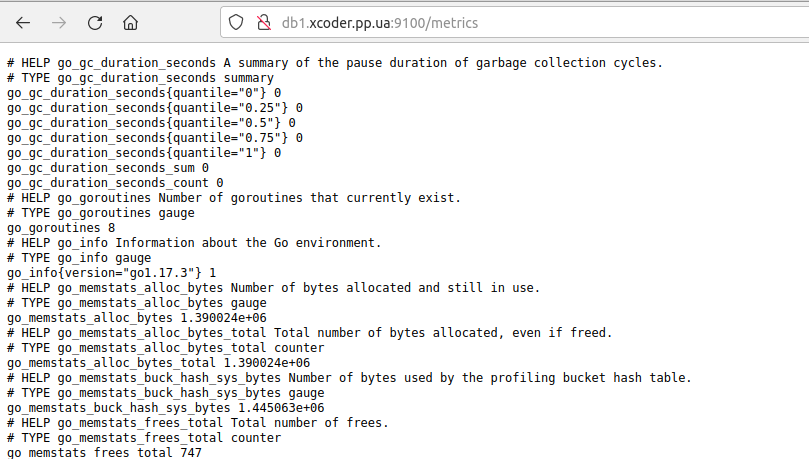 db1.xcoder.pp.ua:9100/metrics
# HELP go_gc_duration_seconds A summary of the pause duration of garbage collection cycles.
# TYPE go_gc_duration_seconds summary
go_gc_duration_seconds{quantile="0"} 0
go_gc_duration_seconds{quantile="0.25"} 0
go_gc_duration_seconds{quantile="0.5"} 0
go_gc_duration_seconds{quantile="0.75"} 0
go_gc_duration_seconds{quantile="1"} 0
go_gc_duration_seconds_sum 0
go_gc_duration_seconds_count 0
# HELP go_goroutines Number of goroutines that currently exist.
# TYPE go_goroutines gauge
go_goroutines 8
# HELP go_info Information about the Go environment.
# TYPE go_info gauge
go_info{version="go1.17.3"} 1
# HELP go_memstats_alloc_bytes Number of bytes allocated and still in use.
# TYPE go_memstats_alloc_bytes gauge
go_memstats_alloc_bytes 1.390024e+06
# HELP go_memstats_alloc_bytes_total Total number of bytes allocated, even if freed.
# TYPE go_memstats_alloc_bytes_total counter
go_memstats_alloc_bytes_total 1.390024e+06
# HELP go_memstats_buck_hash_sys_bytes Number of bytes used by the profiling bucket hash table.
# TYPE go_memstats_buck_hash_sys_bytes gauge
go_memstats_buck_hash_sys_bytes 1.445063e+06
# HELP go_memstats_frees_total Total number of frees.
# TYPE go_memstats_frees_total counter
go_memstats_frees_total 747